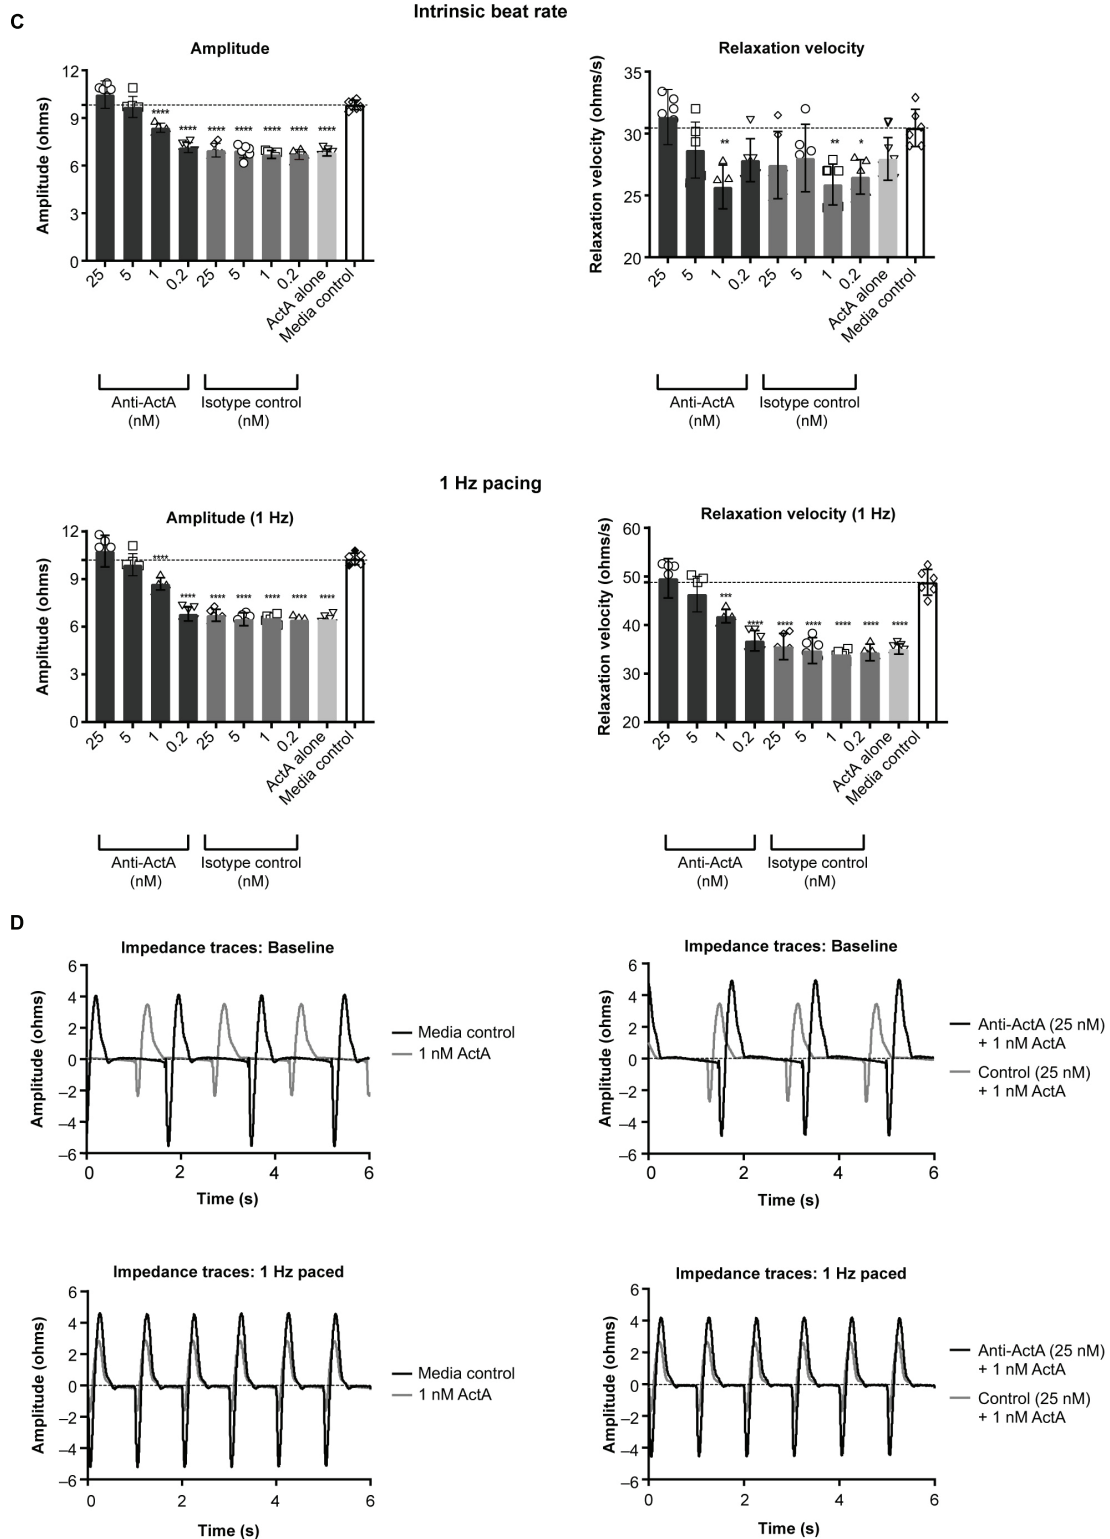 C
Intrinsic beat rate
Amplitude
Amplitude (ohms)
12
9
6
3
0
**** **** **** **** **** **** ****
25 5 1 0.2 25 5 1 0.2 ActA alone Media control
Anti-ActA
(nM)
Isotype control
(nM)
Relaxation velocity
Relaxation velocity (ohms/s)
35
30
25
20
** ** *
25 5 1 0.2 25 5 1 0.2 ActA alone Media control
Anti-ActA
(nM)
Isotype control
(nM)
1 Hz pacing
Amplitude (1 Hz)
Amplitude (ohms)
12
9
6
3
0
**** **** **** **** **** **** ****
25 5 1 0.2 25 5 1 0.2 ActA alone Media control
Anti-ActA
(nM)
Isotype control
(nM)
Relaxation velocity (1 Hz)
Relaxation velocity (ohms/s)
60
50
40
30
20
*** **** **** **** **** **** ****
25 5 1 0.2 25 5 1 0.2 ActA alone Media control
Anti-ActA
(nM)
Isotype control
(nM)
D
Impedance traces: Baseline
Amplitude (ohms)
6
4
2
0
–2
–4
–6
0 2 4 6
Time (s)
Media control
1 nM ActA
Impedance traces: Baseline
Amplitude (ohms)
6
4
2
0
–2
–4
–6
0 2 4 6
Time (s)
Anti-ActA (25 nM)
+ 1 nM ActA
Control (25 nM)
+ 1 nM ActA
Impedance traces: 1 Hz paced
Amplitude (ohms)
6
4
2
0
–2
–4
–6
0 2 4 6
Time (s)
Media control
1 nM ActA
Impedance traces: 1 Hz paced
Amplitude (ohms)
6
4
2
0
–2
–4
–6
0 2 4 6
Time (s)
Anti-ActA (25 nM)
+ 1 nM ActA
Control (25 nM)
+ 1 nM ActA